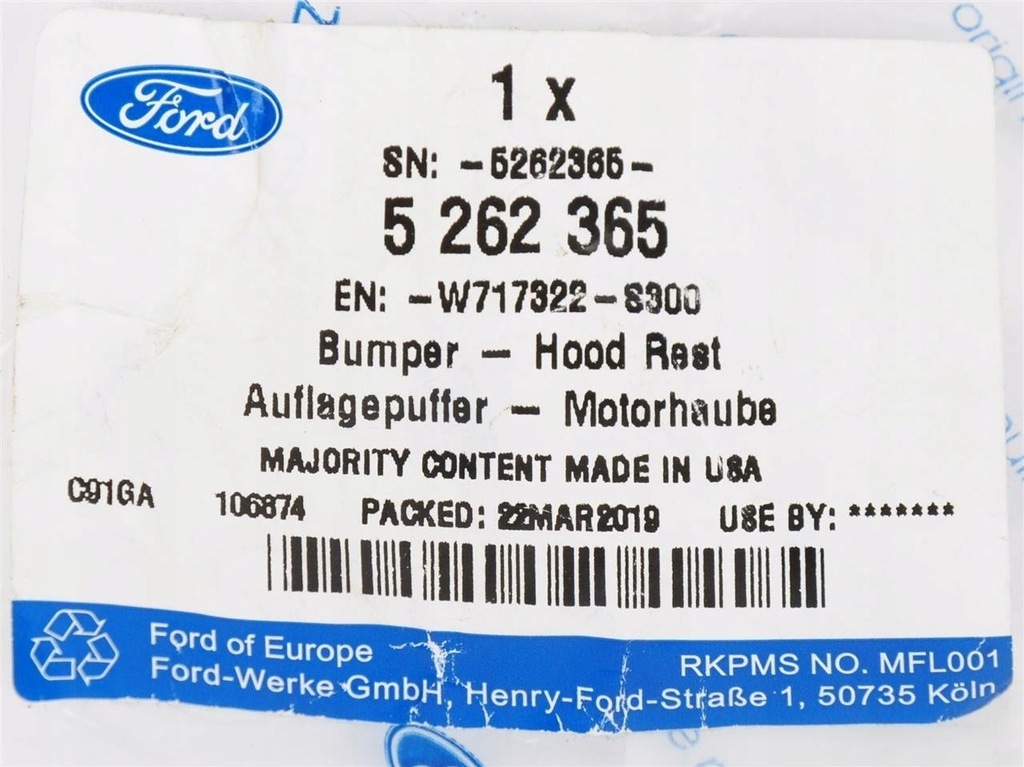 Ford
1 x
SN: -5262365-
5 262 365
EN: -W717322-S300
Bumper - Hood Rest
Auflagepuffer - Motorhaube
MAJORITY CONTENT MADE IN USA
C91GA 106874 PACKED: 22MAR2019 USE BY: *******
Ford of Europe
RKPMS NO. MFL001
Ford-Werke GmbH, Henry-Ford-Straße 1, 50735 Köln